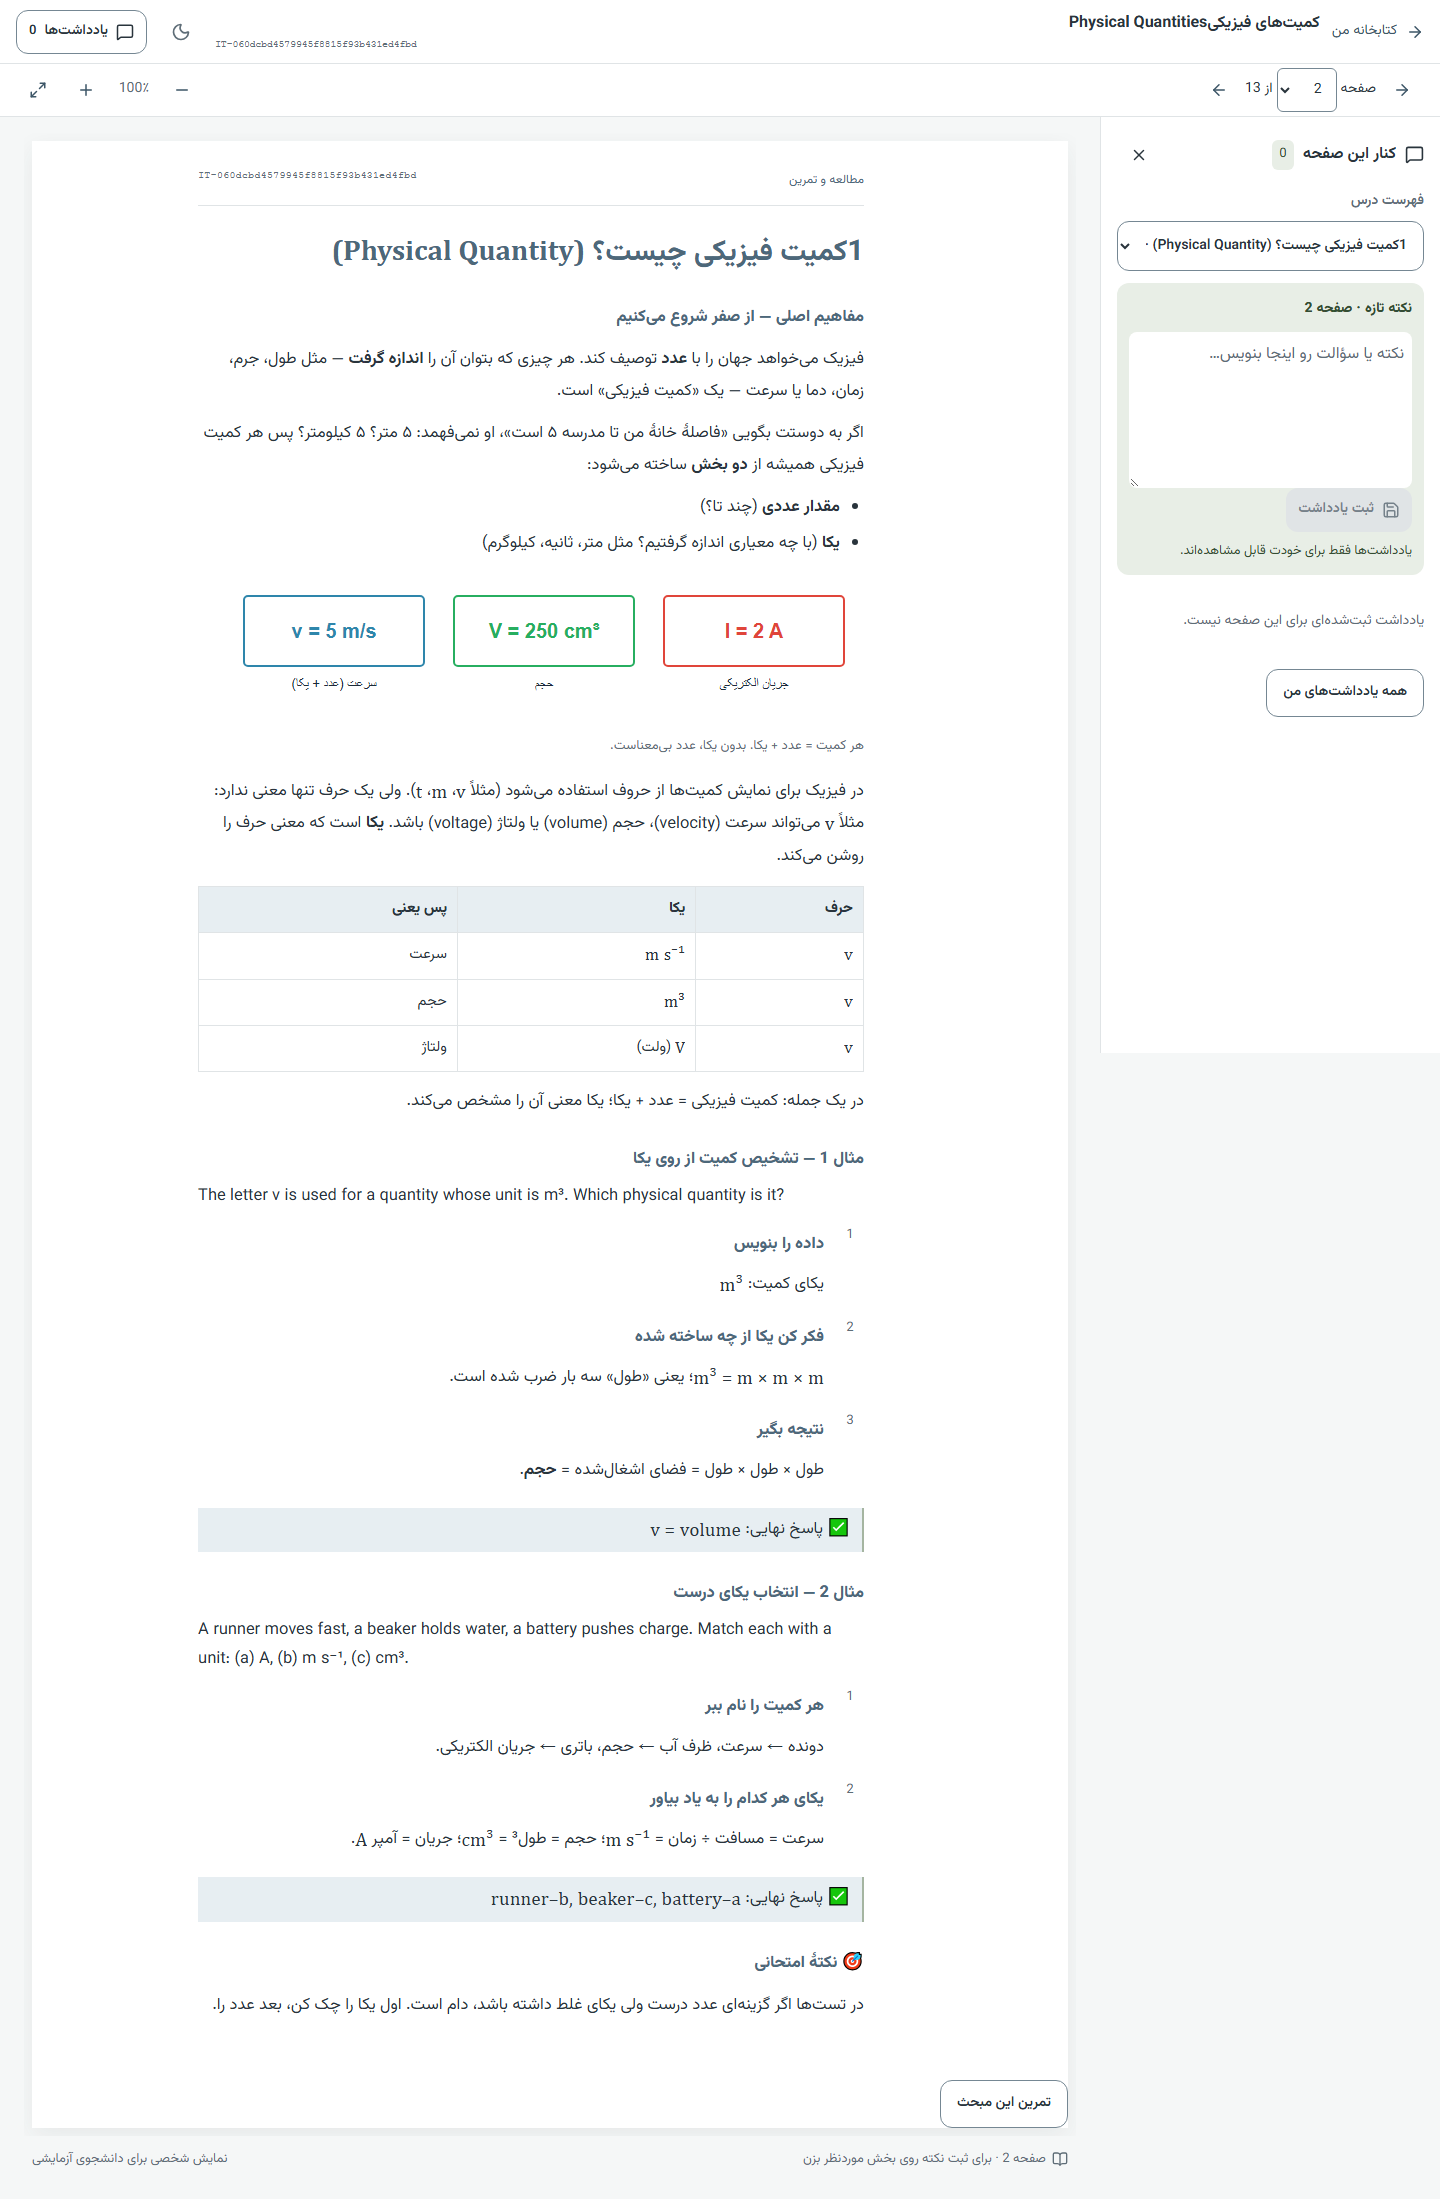 کتابخانه من
کمیت‌های فیزیکیPhysical Quantities
IT-060dcbd4579945f8815f93b431ed4fbd
یادداشت‌ها 0
صفحه 2 از 13
100٪
کنار این صفحه 0
فهرست درس
1کمیت فیزیکی چیست؟ (Physical Quantity) ·
نکته تازه · صفحه 2
نکته یا سؤالت رو اینجا بنویس...
ثبت یادداشت
یادداشت‌ها فقط برای خودت قابل مشاهده‌اند.
یادداشت ثبت‌شده‌ای برای این صفحه نیست.
همه یادداشت‌های من
مطالعه و تمرین
IT-060dcbd4579945f8815f93b431ed4fbd
1کمیت فیزیکی چیست؟ (Physical Quantity)
مفاهیم اصلی — از صفر شروع می‌کنیم
فیزیک می‌خواهد جهان را با عدد توصیف کند. هر چیزی که بتوان آن را اندازه گرفت — مثل طول، جرم،
زمان، دما یا سرعت — یک «کمیت فیزیکی» است.
اگر به دوستت بگویی «فاصلهٔ خانهٔ من تا مدرسه ۵ است»، او نمی‌فهمد: ۵ متر؟ ۵ کیلومتر؟ پس هر کمیت
فیزیکی همیشه از دو بخش ساخته می‌شود:
• مقدار عددی (چند تا؟)
• یکا (با چه معیاری اندازه گرفتیم؟ مثل متر، ثانیه، کیلوگرم)
I = 2 A
V = 250 cm³
v = 5 m/s
جریان الکتریکی
حجم
سرعت (عدد + یکا)
هر کمیت = عدد + یکا. بدون یکا، عدد بی‌معناست.
در فیزیک برای نمایش کمیت‌ها از حروف استفاده می‌شود (مثلاً v، m، t). ولی یک حرف تنها معنی ندارد:
مثلاً v می‌تواند سرعت (velocity)، حجم (volume) یا ولتاژ (voltage) باشد. یکا است که معنی حرف را
روشن می‌کند.
حرف یکا پس یعنی
v m s⁻¹ سرعت
v m³ حجم
v V (ولت) ولتاژ
در یک جمله: کمیت فیزیکی = عدد + یکا؛ یکا معنی آن را مشخص می‌کند.
مثال 1 — تشخیص کمیت از روی یکا
The letter v is used for a quantity whose unit is m³. Which physical quantity is it?
1 داده را بنویس
یکای کمیت: m³
2 فکر کن یکا از چه ساخته شده
m³ = m × m × m؛ یعنی «طول» سه بار ضرب شده است.
3 نتیجه بگیر
طول × طول × طول = فضای اشغال‌شده = حجم.
✅ پاسخ نهایی: v = volume
مثال 2 — انتخاب یکای درست
A runner moves fast, a beaker holds water, a battery pushes charge. Match each with a
unit: (a) A, (b) m s⁻¹, (c) cm³.
1 هر کمیت را نام ببر
دونده ← سرعت، ظرف آب ← حجم، باتری ← جریان الکتریکی.
2 یکای هر کدام را به یاد بیاور
سرعت = مسافت ÷ زمان = m s⁻¹؛ حجم = طول³ = cm³؛ جریان = آمپر A.
✅ پاسخ نهایی: runner–b, beaker–c, battery–a
🎯 نکتهٔ امتحانی
در تست‌ها اگر گزینه‌ای عدد درست ولی یکای غلط داشته باشد، دام است. اول یکا را چک کن، بعد عدد را.
تمرین این مبحث
صفحه 2 · برای ثبت نکته روی بخش موردنظر بزن
نمایش شخصی برای دانشجوی آزمایشی